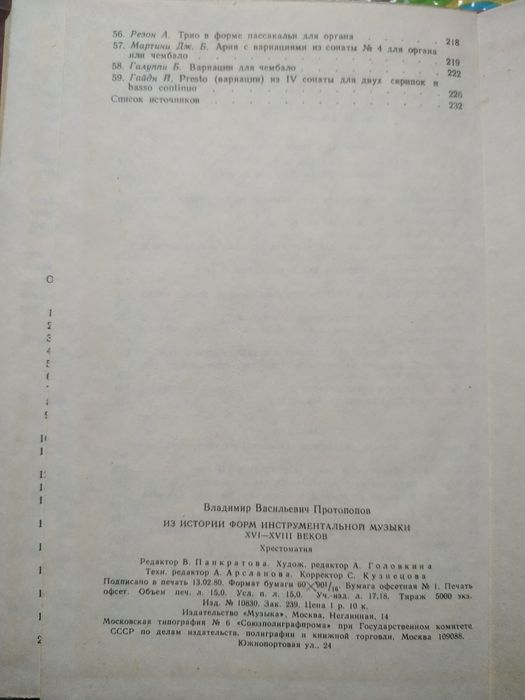 56. Резон А. Трио в форме пассакальи для органа . . . . 218
57. Мартини Дж. Б. Ария с вариациями из сонаты № 4 для органа
или чембало . . . . 219
58. Галуппи Б. Вариации для чембало . . . . 222
59. Гайдн И. Presto (вариации) из IV сонаты для двух скрипок и
basso continuo . . . . 226
Список источников . . . . 232
Владимир Васильевич Протопопов
ИЗ ИСТОРИИ ФОРМ ИНСТРУМЕНТАЛЬНОЙ МУЗЫКИ
XVI—XVIII ВЕКОВ
Хрестоматия
Редактор В. Панкратова. Худож. редактор А. Головкина
Техн. редактор А. Арсланова. Корректор С. Кузнецова
Подписано в печать 13.02.80. Формат бумаги 60×90 1/16. Бумага офсетная № 1. Печать
офсет. Объем печ. л. 15,0. Усл. п. л. 15,0. Уч.-изд. л. 17,18. Тираж 5000 экз.
Изд. № 10830. Зак. 239. Цена 1 р. 10 к.
Издательство «Музыка», Москва, Неглинная, 14
Московская типография № 6 «Союзполиграфпрома» при Государственном комитете
СССР по делам издательств, полиграфии и книжной торговли, Москва 109088,
Южнопортовая ул., 24